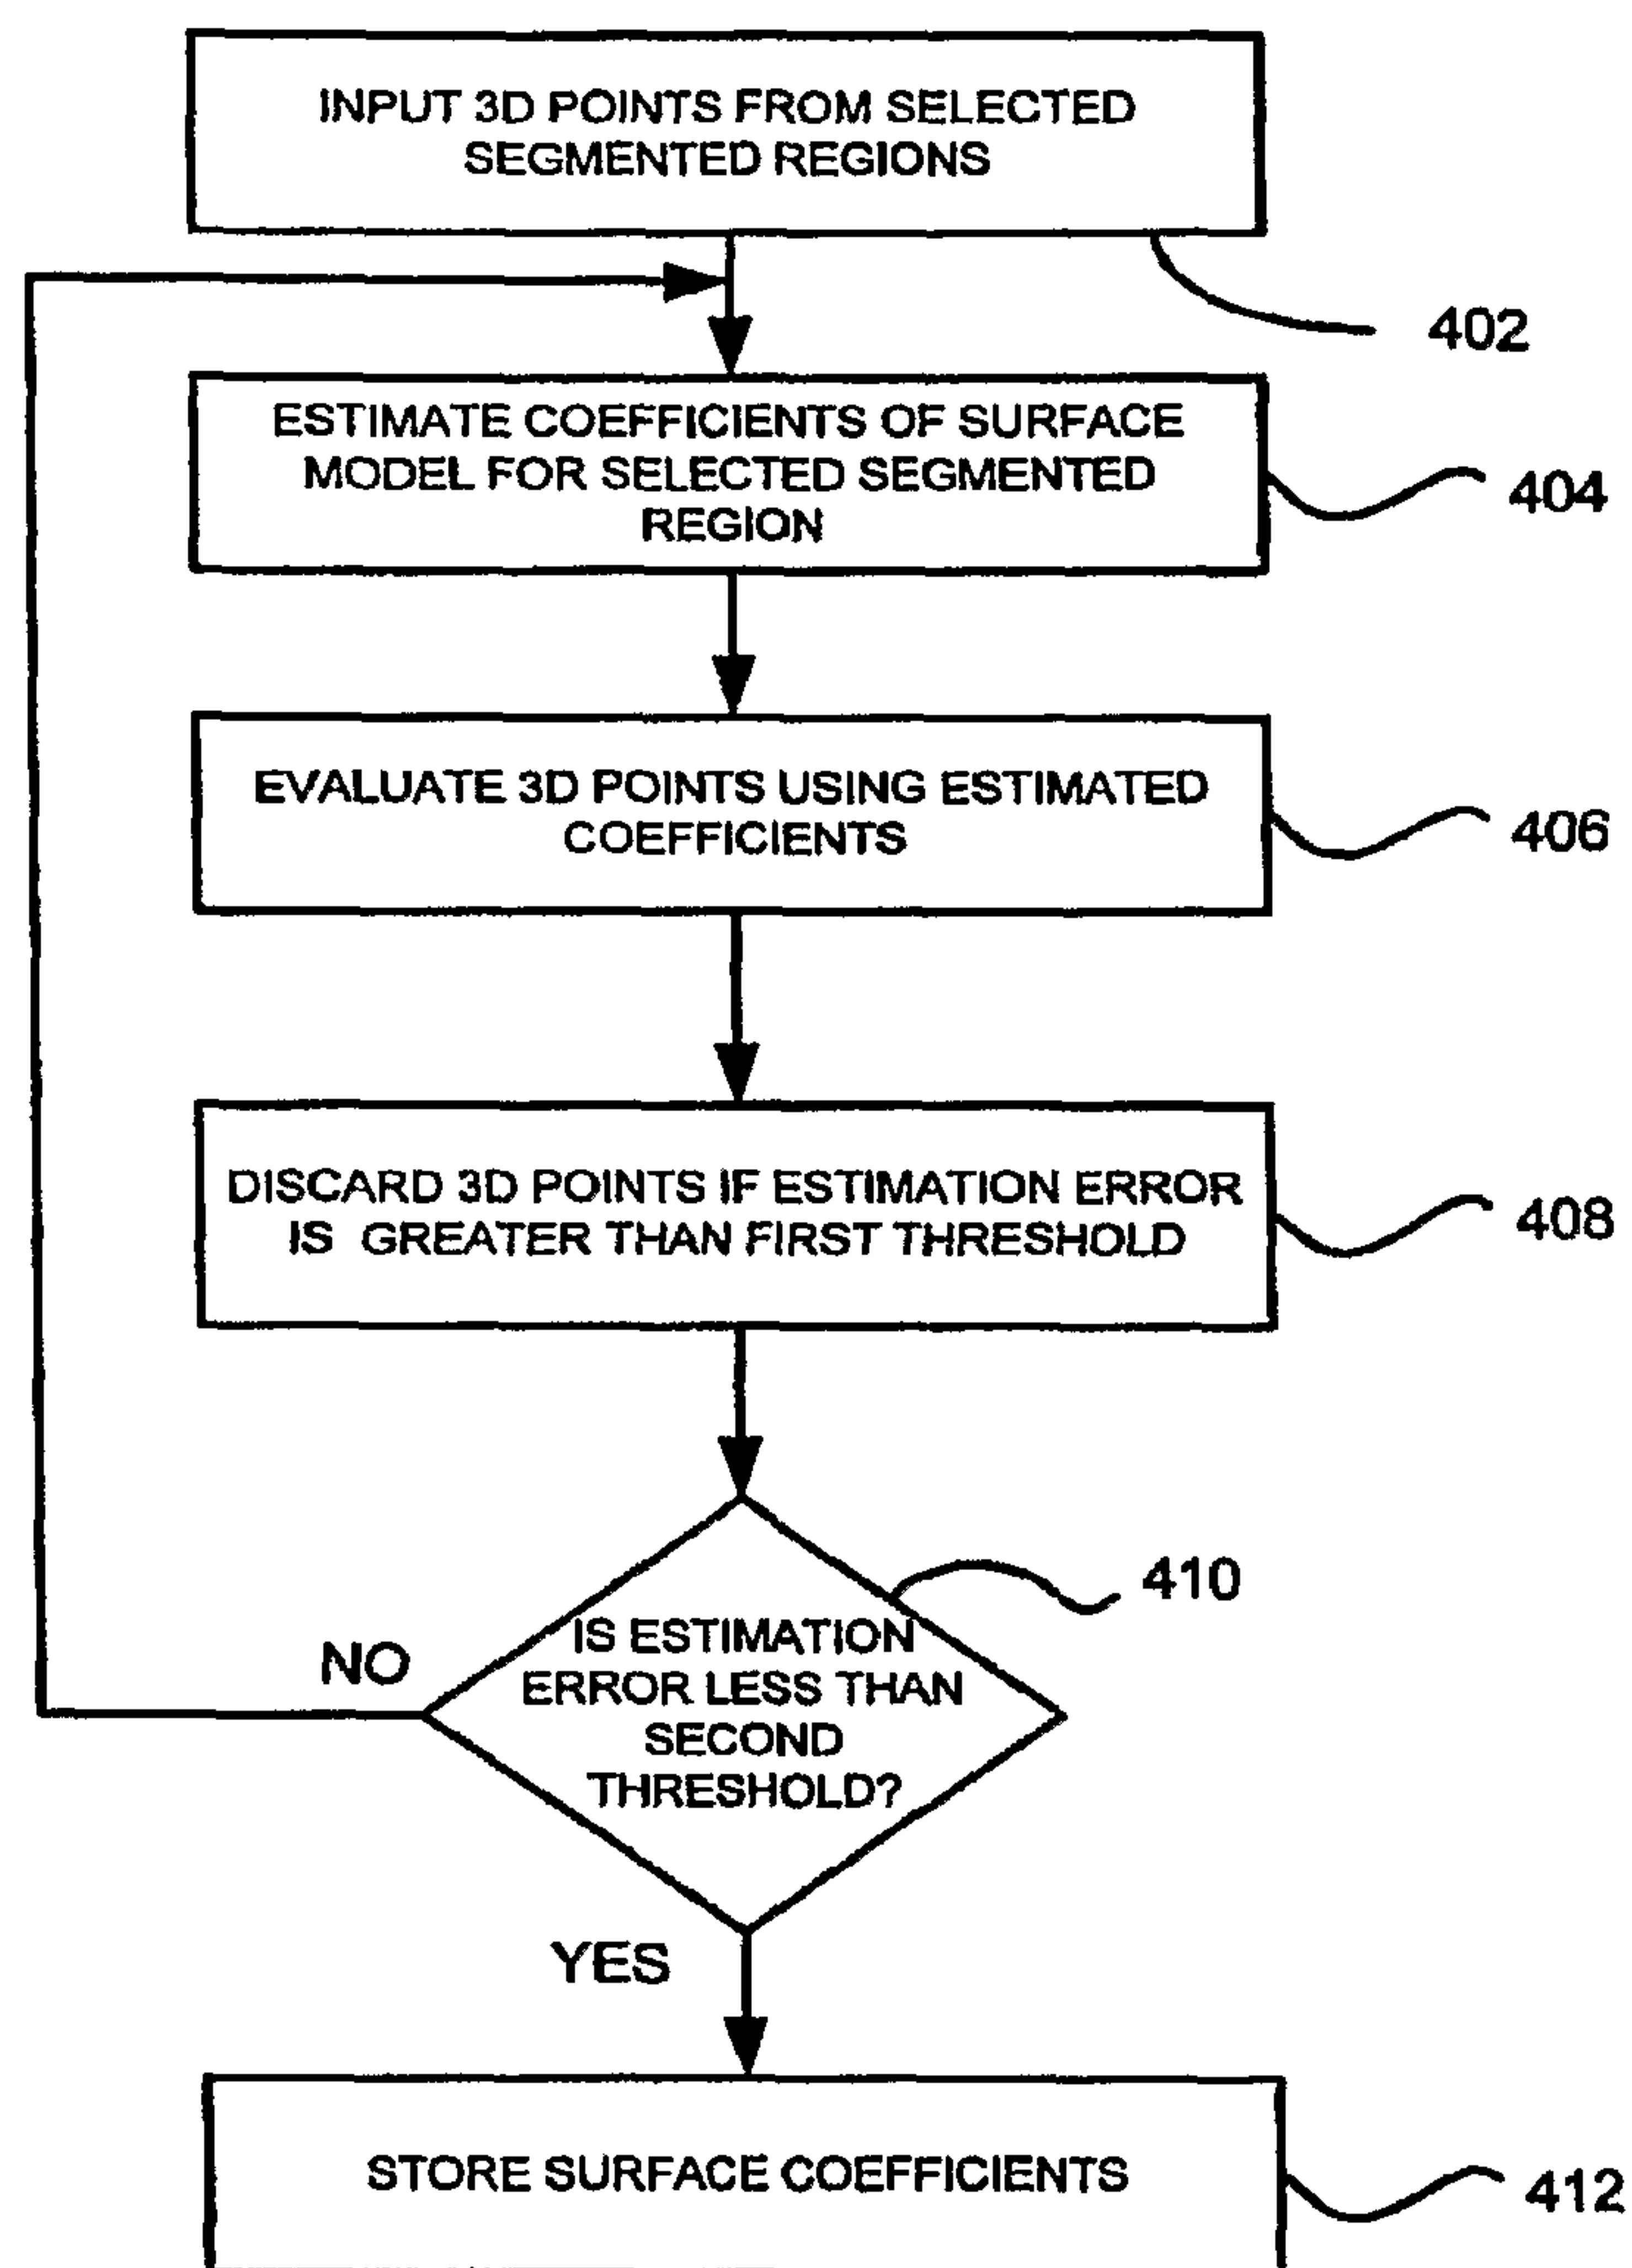 INPUT 3D POINTS FROM SELECTED
SEGMENTED REGIONS
402
ESTIMATE COEFFICIENTS OF SURFACE
MODEL FOR SELECTED SEGMENTED
REGION
404
EVALUATE 3D POINTS USING ESTIMATED
COEFFICIENTS
406
DISCARD 3D POINTS IF ESTIMATION ERROR
IS GREATER THAN FIRST THRESHOLD
408
410
IS ESTIMATION
ERROR LESS THAN
SECOND
THRESHOLD?
NO
YES
STORE SURFACE COEFFICIENTS
412